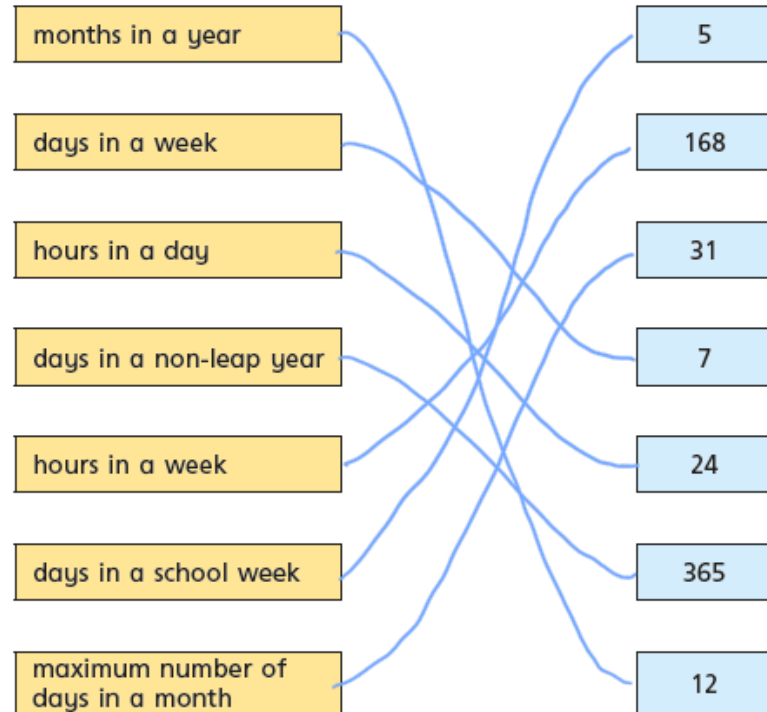 months in a year
5
days in a week
168
hours in a day
31
days in a non-leap year
7
hours in a week
24
days in a school week
365
maximum number of
days in a month
12